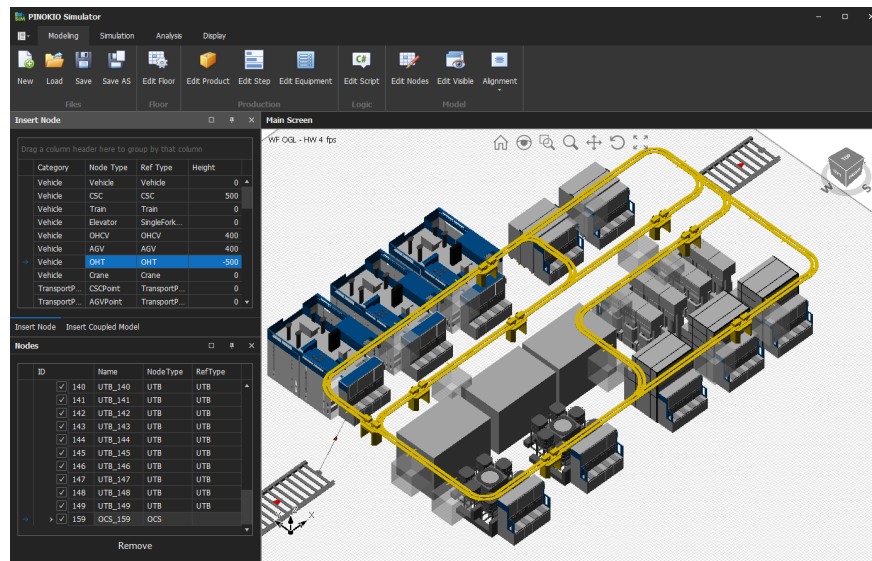 PINOKIO Simulator
Modeling Simulation Analysis Display
New Load Save Save AS Edit Floor Edit Product Edit Step Edit Equipment Edit Script Edit Nodes Edit Visible Alignment
Files Floor Production Logic Model
Insert Node
Main Screen
Drag a column header here to group by that column
WF OGL - HW 4 fps
Category Node Type Ref Type Height
Vehicle Vehicle Vehicle 0
Vehicle CSC CSC 500
Vehicle Train Train 0
Vehicle Elevator SingleFork... 0
Vehicle OHCV OHCV 400
Vehicle AGV AGV 400
Vehicle OHT OHT -500
Vehicle Crane Crane 0
TransportP... CSCPoint TransportP... 0
TransportP... AGVPoint TransportP... 0
Insert Node Insert Coupled Model
Nodes
ID Name NodeType RefType
140 UTB_140 UTB UTB
141 UTB_141 UTB UTB
142 UTB_142 UTB UTB
143 UTB_143 UTB UTB
144 UTB_144 UTB UTB
145 UTB_145 UTB UTB
146 UTB_146 UTB UTB
147 UTB_147 UTB UTB
148 UTB_148 UTB UTB
149 UTB_149 UTB UTB
159 OCS_159 OCS
Remove
TOP
W
S
X
C#